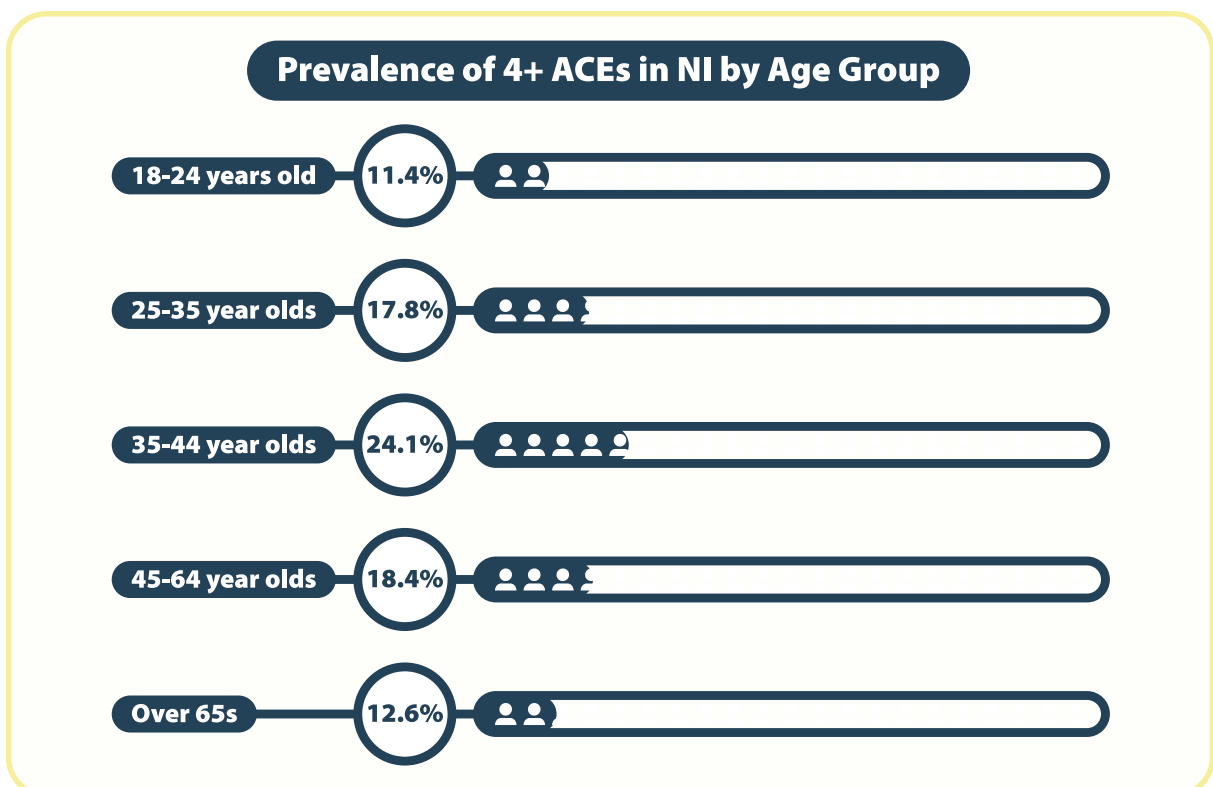 Prevalence of 4+ ACEs in NI by Age Group
18-24 years old 11.4%
25-35 year olds 17.8%
35-44 year olds 24.1%
45-64 year olds 18.4%
Over 65s 12.6%